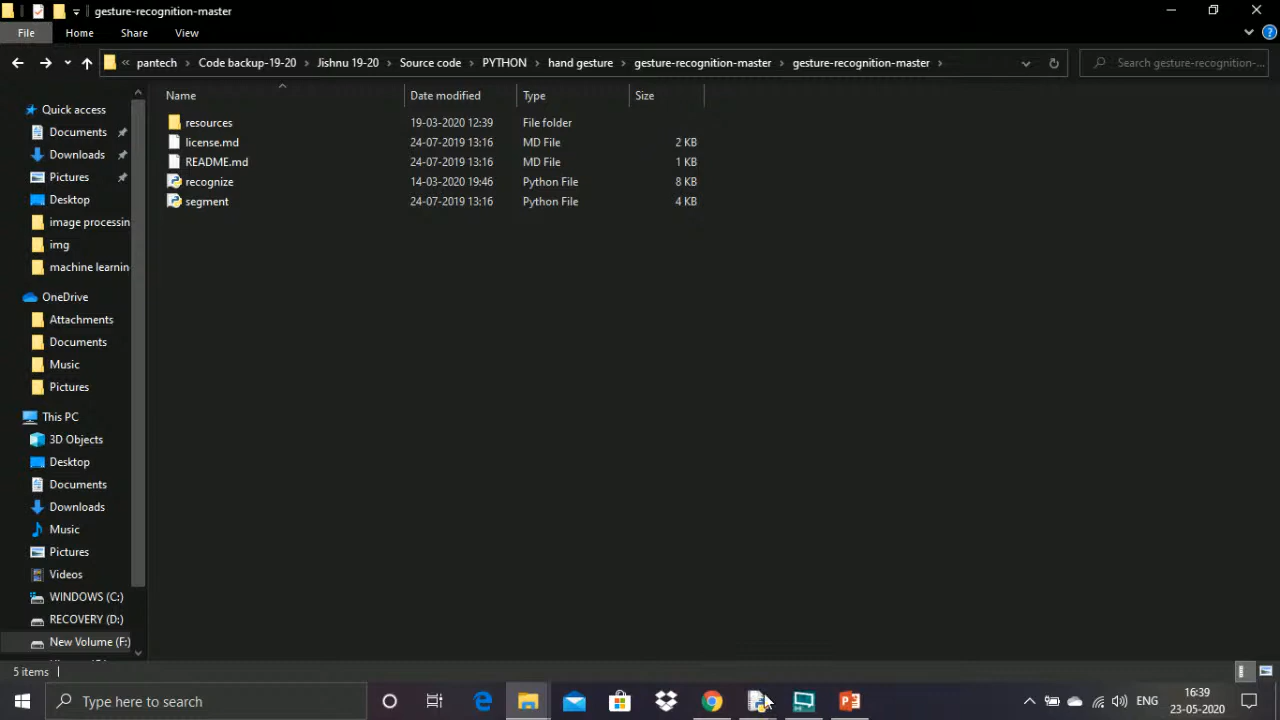 gesture-recognition-master
File Home Share View
« pantech › Code backup-19-20 › Jishnu 19-20 › Source code › PYTHON › hand gesture › gesture-recognition-master › gesture-recognition-master › Search gesture-recognition-...
Name Date modified Type Size
resources 19-03-2020 12:39 File folder
license.md 24-07-2019 13:16 MD File 2 KB
README.md 24-07-2019 13:16 MD File 1 KB
recognize 14-03-2020 19:46 Python File 8 KB
segment 24-07-2019 13:16 Python File 4 KB
Quick access
Documents
Downloads
Pictures
Desktop
image processin
img
machine learnin
OneDrive
Attachments
Documents
Music
Pictures
This PC
3D Objects
Desktop
Documents
Downloads
Music
Pictures
Videos
WINDOWS (C:)
RECOVERY (D:)
New Volume (F:)
5 items
Type here to search
ENG
16:39
23-05-2020